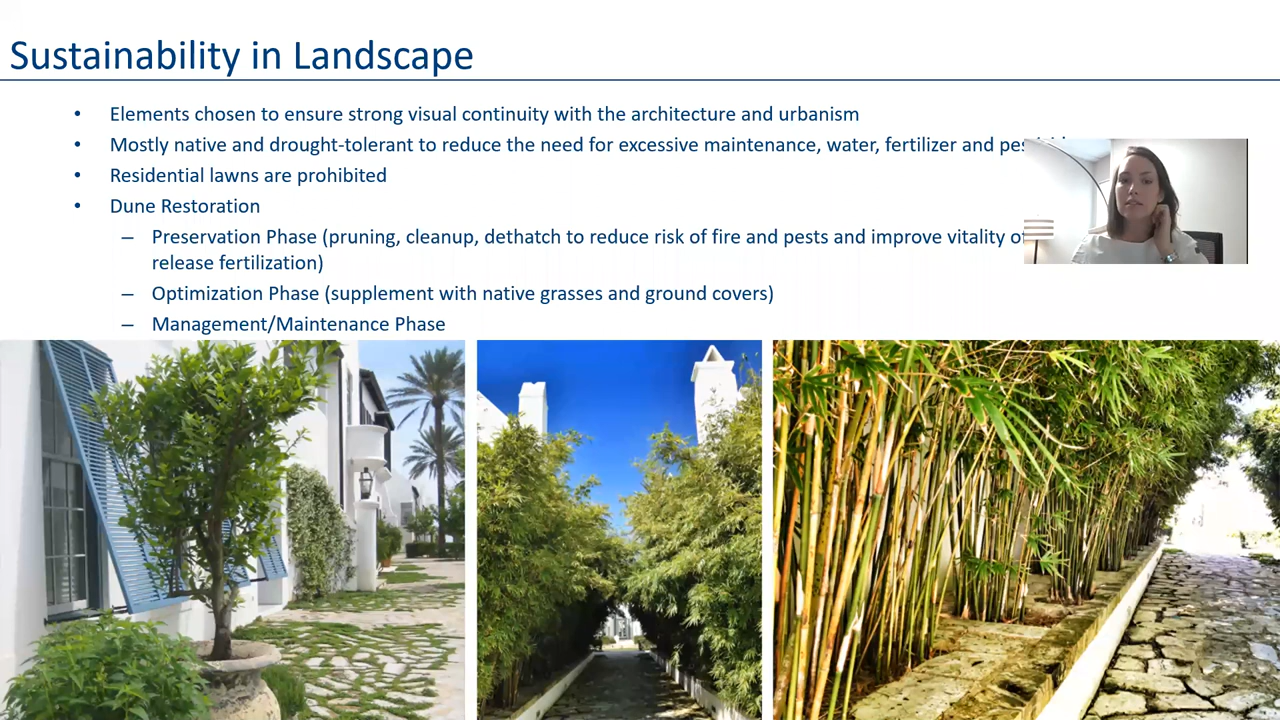 Sustainability in Landscape
• Elements chosen to ensure strong visual continuity with the architecture and urbanism
• Mostly native and drought-tolerant to reduce the need for excessive maintenance, water, fertilizer and
• Residential lawns are prohibited
• Dune Restoration
– Preservation Phase (pruning, cleanup, dethatch to reduce risk of fire and pests and improve vitality
release fertilization)
– Optimization Phase (supplement with native grasses and ground covers)
– Management/Maintenance Phase